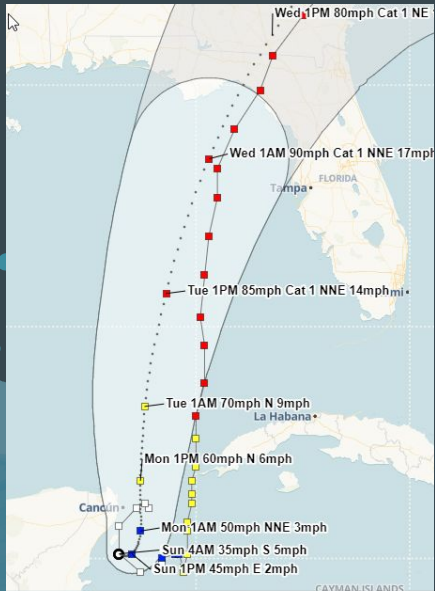 Wed 1PM 80mph Cat 1 NE
Wed 1AM 90mph Cat 1 NNE 17mph
FLORIDA
Tampa
Tue 1PM 85mph Cat 1 NNE 14mph
mi
Tue 1AM 70mph N 9mph
La Habana
Mon 1PM 60mph N 6mph
Cancún
Mon 1AM 50mph NNE 3mph
Sun 4AM 35mph S 5mph
Sun 1PM 45mph E 2mph
CAYMAN ISLANDS